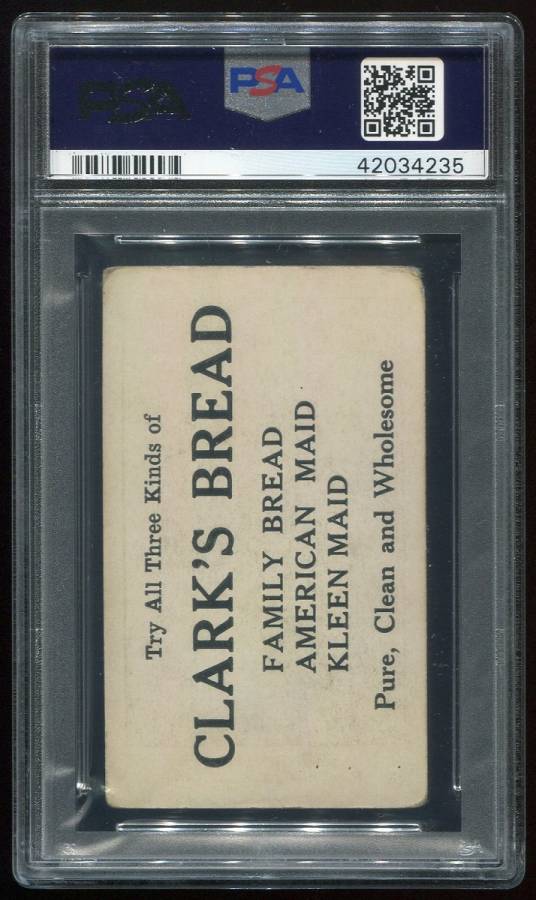 PSA
PSA
42034235
Try All Three Kinds of
CLARK'S BREAD
FAMILY BREAD
AMERICAN MAID
KLEEN MAID
Pure, Clean and Wholesome